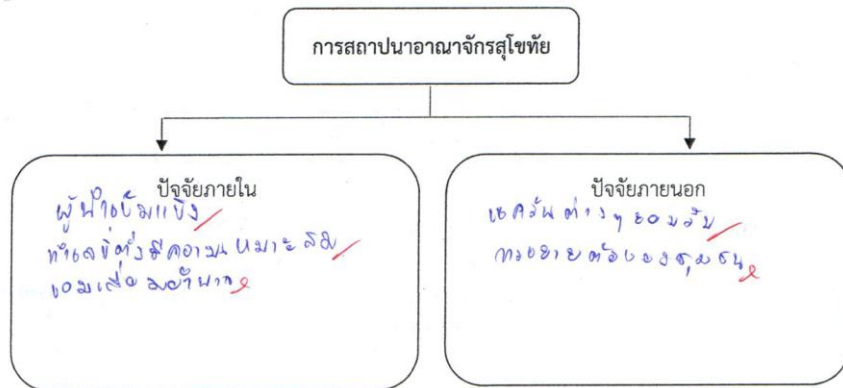 การสถาปนาอาณาจักรสุโขทัย
ปัจจัยภายใน
ผู้นำเข้มแข็ง
ทำเลที่ตั้งมีความเหมาะสม
ขอมเสื่อมอำนาจ
ปัจจัยภายนอก
แคว้นต่างๆยอมรับ
การขยายตัวของชุมชน